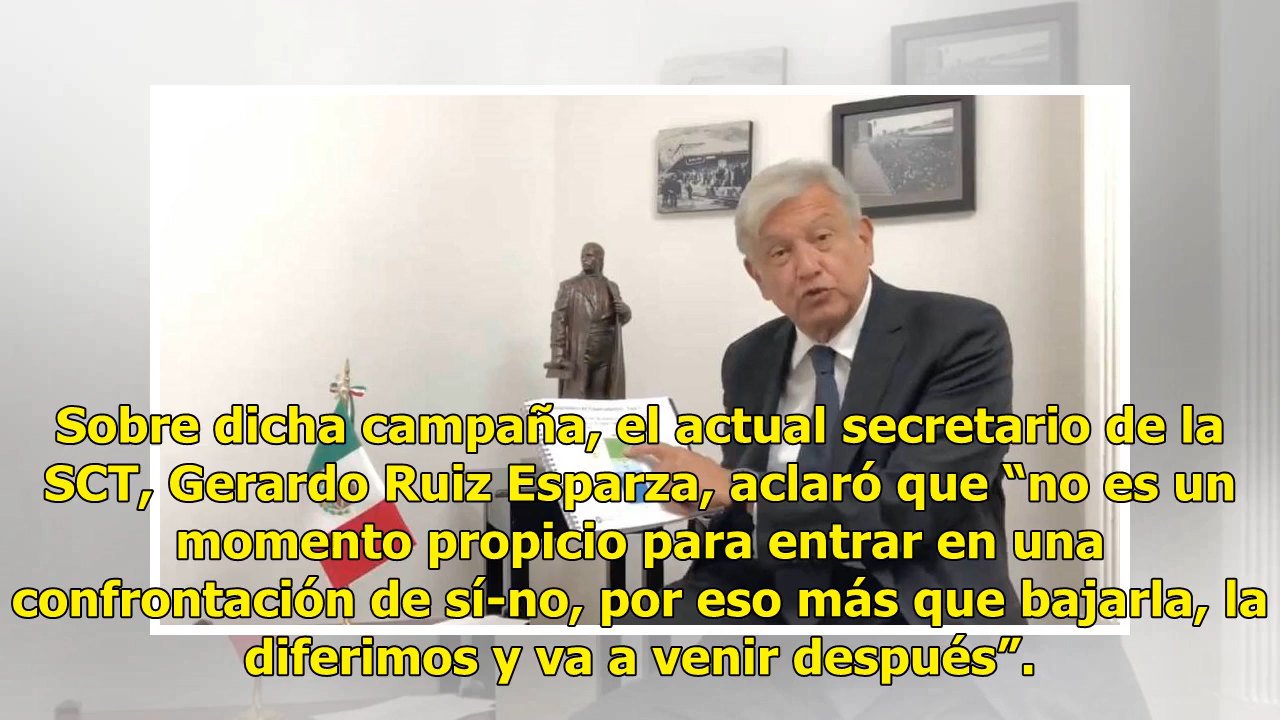 Sobre dicha campaña, el actual secretario de la
SCT, Gerardo Ruiz Esparza, aclaró que “no es un
momento propicio para entrar en una
confrontación de sí-no, por eso más que bajarla, la
diferimos y va a venir después”.